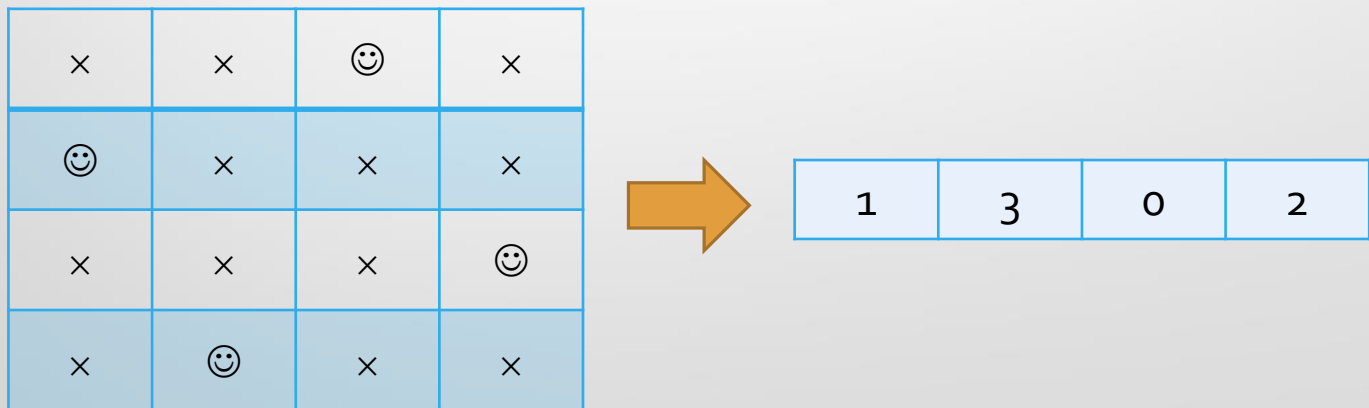 × × ☺ ×
☺ × × ×
× × × ☺
× ☺ × ×
1 3 0 2